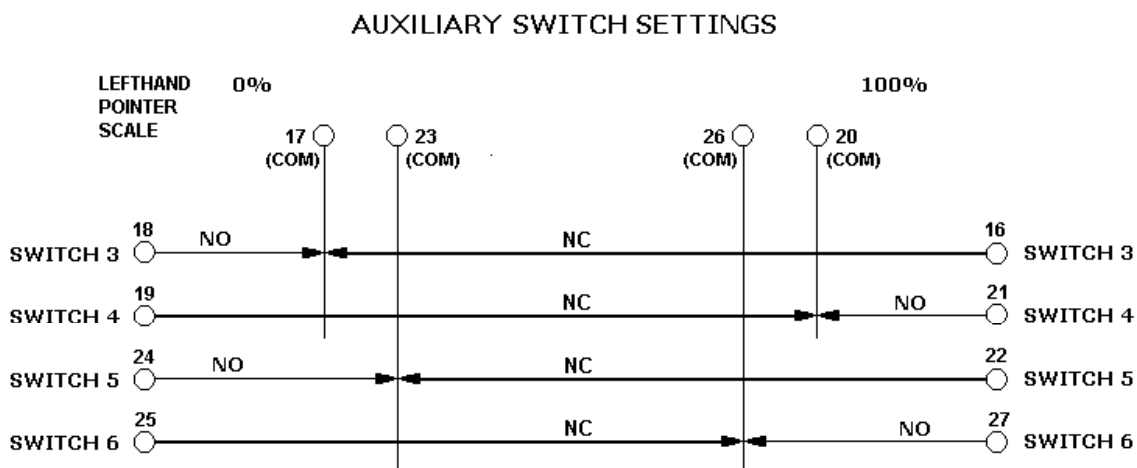 AUXILIARY SWITCH SETTINGS
LEFTHAND POINTER SCALE
0%
100%
17 (COM)
23 (COM)
26 (COM)
20 (COM)
SWITCH 3 18 NO NC 16 SWITCH 3
SWITCH 4 19 NC NO 21 SWITCH 4
SWITCH 5 24 NO NC 22 SWITCH 5
SWITCH 6 25 NC NO 27 SWITCH 6